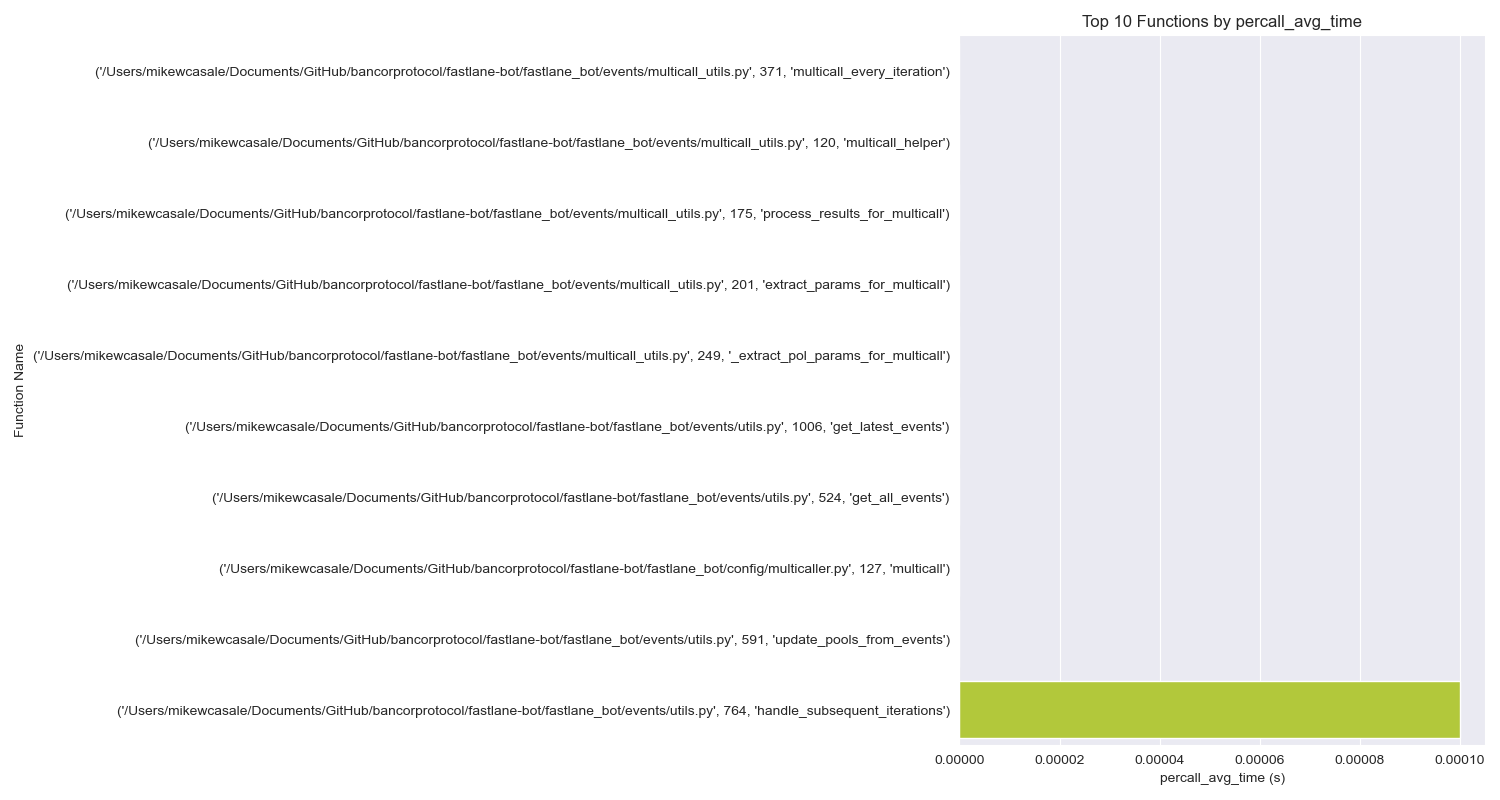 Top 10 Functions by percall_avg_time
('/Users/mikewcasale/Documents/GitHub/bancorprotocol/fastlane-bot/fastlane_bot/events/multicall_utils.py', 371, 'multicall_every_iteration')
('/Users/mikewcasale/Documents/GitHub/bancorprotocol/fastlane-bot/fastlane_bot/events/multicall_utils.py', 120, 'multicall_helper')
('/Users/mikewcasale/Documents/GitHub/bancorprotocol/fastlane-bot/fastlane_bot/events/multicall_utils.py', 175, 'process_results_for_multicall')
('/Users/mikewcasale/Documents/GitHub/bancorprotocol/fastlane-bot/fastlane_bot/events/multicall_utils.py', 201, 'extract_params_for_multicall')
('/Users/mikewcasale/Documents/GitHub/bancorprotocol/fastlane-bot/fastlane_bot/events/multicall_utils.py', 249, '_extract_pol_params_for_multicall')
('/Users/mikewcasale/Documents/GitHub/bancorprotocol/fastlane-bot/fastlane_bot/events/utils.py', 1006, 'get_latest_events')
('/Users/mikewcasale/Documents/GitHub/bancorprotocol/fastlane-bot/fastlane_bot/events/utils.py', 524, 'get_all_events')
('/Users/mikewcasale/Documents/GitHub/bancorprotocol/fastlane-bot/fastlane_bot/config/multicaller.py', 127, 'multicall')
('/Users/mikewcasale/Documents/GitHub/bancorprotocol/fastlane-bot/fastlane_bot/events/utils.py', 591, 'update_pools_from_events')
('/Users/mikewcasale/Documents/GitHub/bancorprotocol/fastlane-bot/fastlane_bot/events/utils.py', 764, 'handle_subsequent_iterations')
Function Name
0.00000 0.00002 0.00004 0.00006 0.00008 0.00010
percall_avg_time (s)